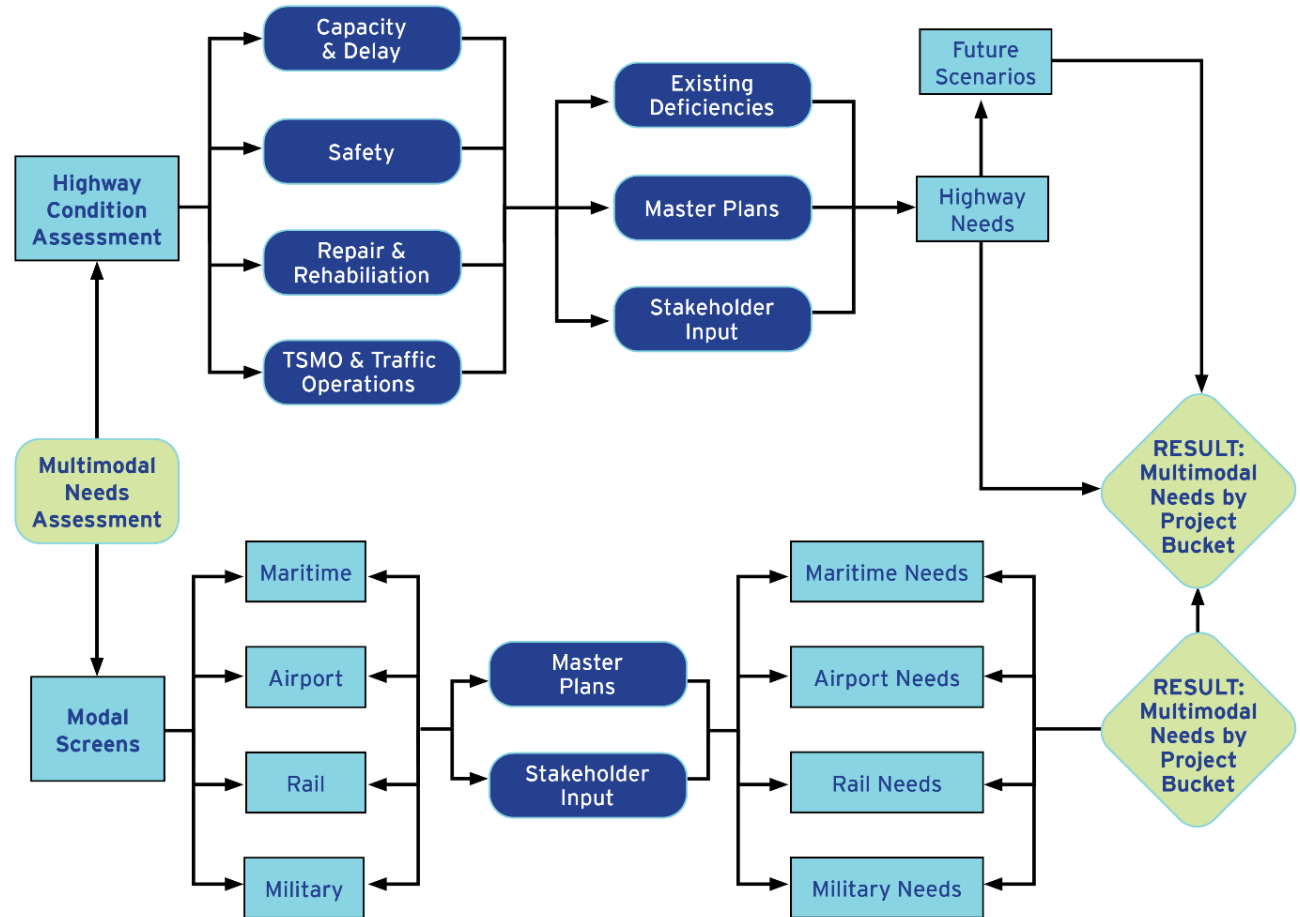 Capacity
& Delay
Safety
Repair &
Rehabiliation
TSMO & Traffic
Operations
Highway
Condition
Assessment
Existing
Deficiencies
Master Plans
Stakeholder
Input
Future
Scenarios
Highway
Needs
Multimodal
Needs
Assessment
RESULT:
Multimodal
Needs by
Project
Bucket
Modal
Screens
Maritime
Airport
Rail
Military
Master
Plans
Stakeholder
Input
Maritime Needs
Airport Needs
Rail Needs
Military Needs
RESULT:
Multimodal
Needs by
Project
Bucket